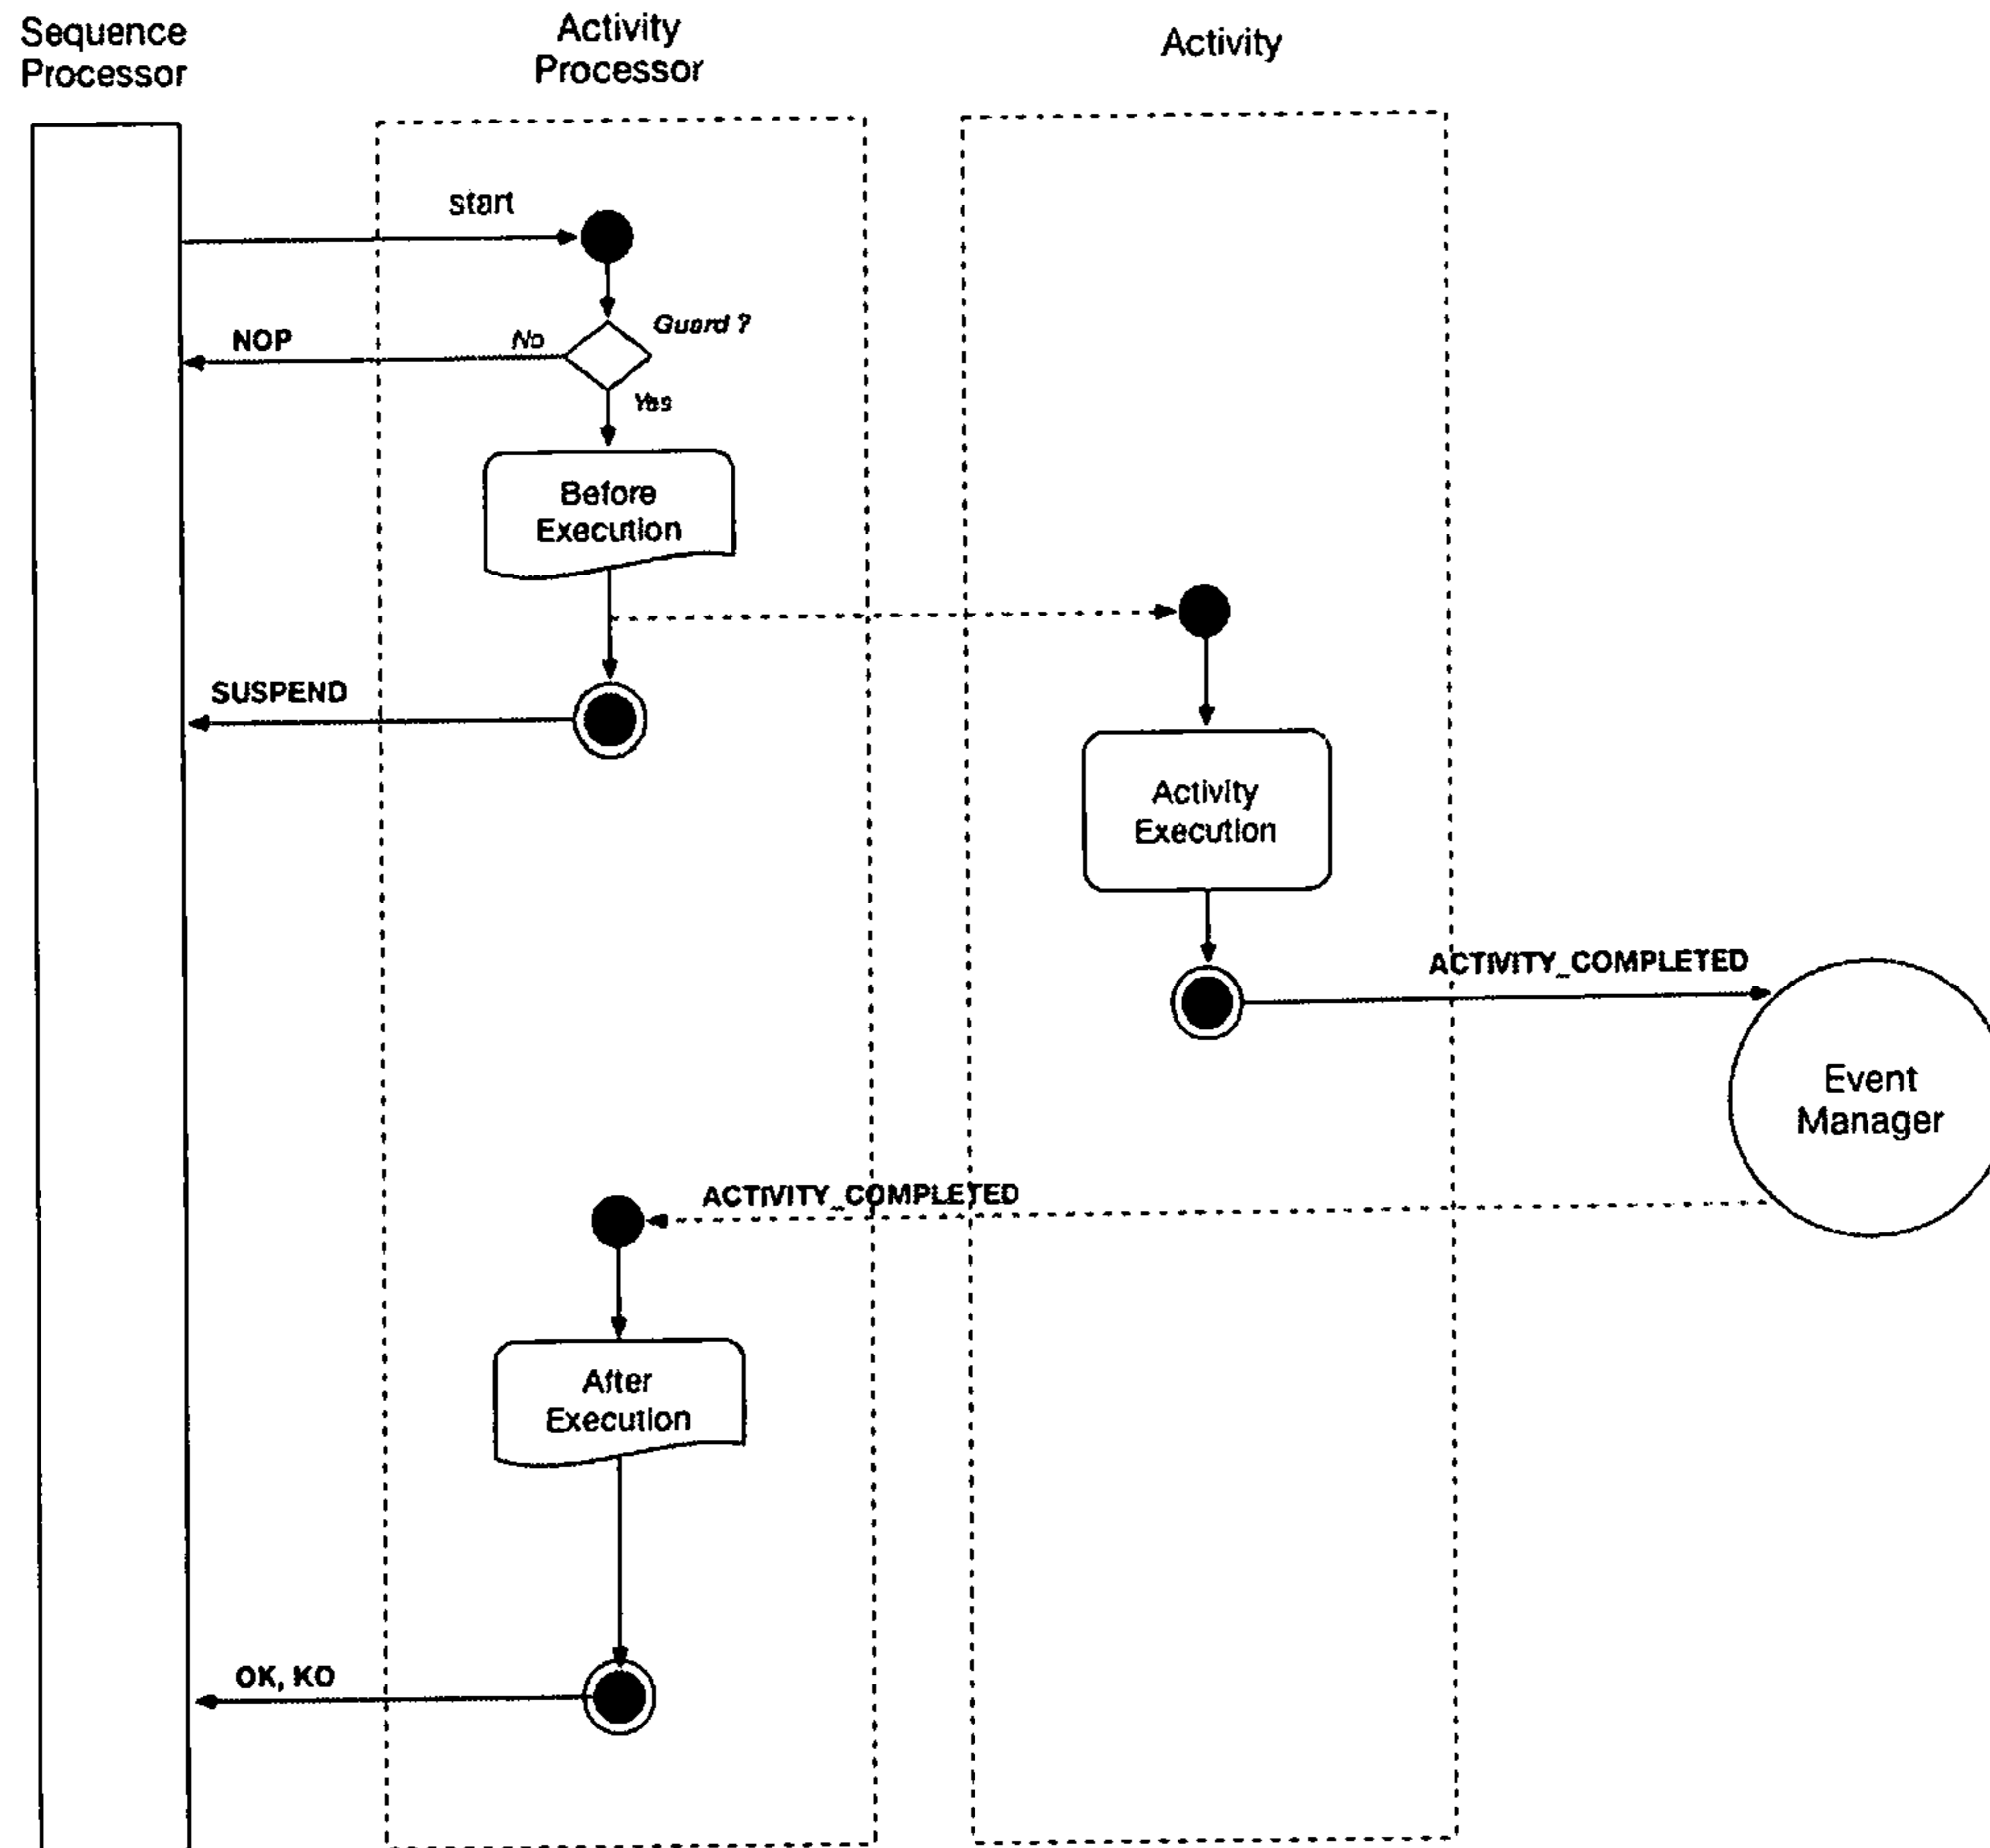 Sequence
Processor
Activity
Processor
Activity
start
NOP
No
Guard ?
Yes
Before
Execution
SUSPEND
Activity
Execution
ACTIVITY_COMPLETED
Event
Manager
ACTIVITY_COMPLETED
After
Execution
OK, KO